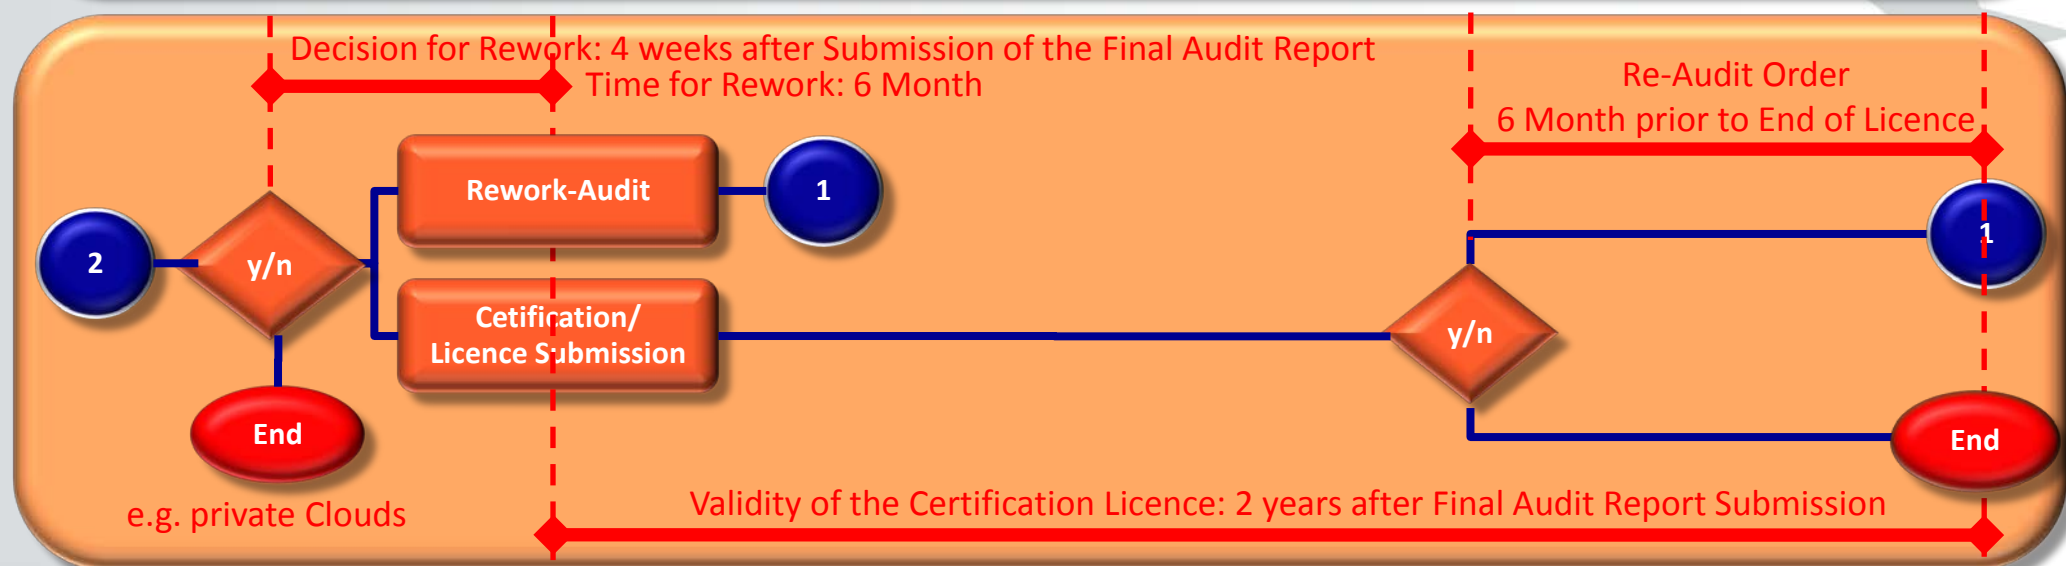 Decision for Rework: 4 weeks after Submission of the Final Audit Report
Time for Rework: 6 Month
Re-Audit Order
6 Month prior to End of Licence
Rework-Audit
1
2
y/n
1
Cetification/
Licence Submission
y/n
End
End
e.g. private Clouds
Validity of the Certification Licence: 2 years after Final Audit Report Submission